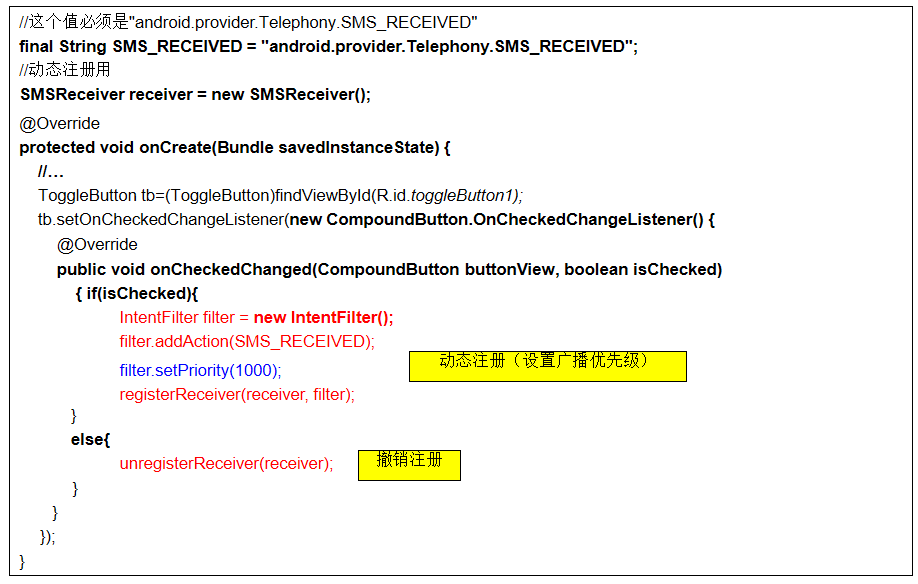 //这个值必须是"android.provider.Telephony.SMS_RECEIVED"
final String SMS_RECEIVED = "android.provider.Telephony.SMS_RECEIVED";
//动态注册用
SMSReceiver receiver = new SMSReceiver();
@Override
protected void onCreate(Bundle savedInstanceState) {
//…
ToggleButton tb=(ToggleButton)findViewById(R.id.toggleButton1);
tb.setOnCheckedChangeListener(new CompoundButton.OnCheckedChangeListener() {
@Override
public void onCheckedChanged(CompoundButton buttonView, boolean isChecked)
{ if(isChecked){
IntentFilter filter = new IntentFilter();
filter.addAction(SMS_RECEIVED);
动态注册（设置广播优先级）
filter.setPriority(1000);
registerReceiver(receiver, filter);
}
else{
unregisterReceiver(receiver);
撤销注册
}
}
});
}